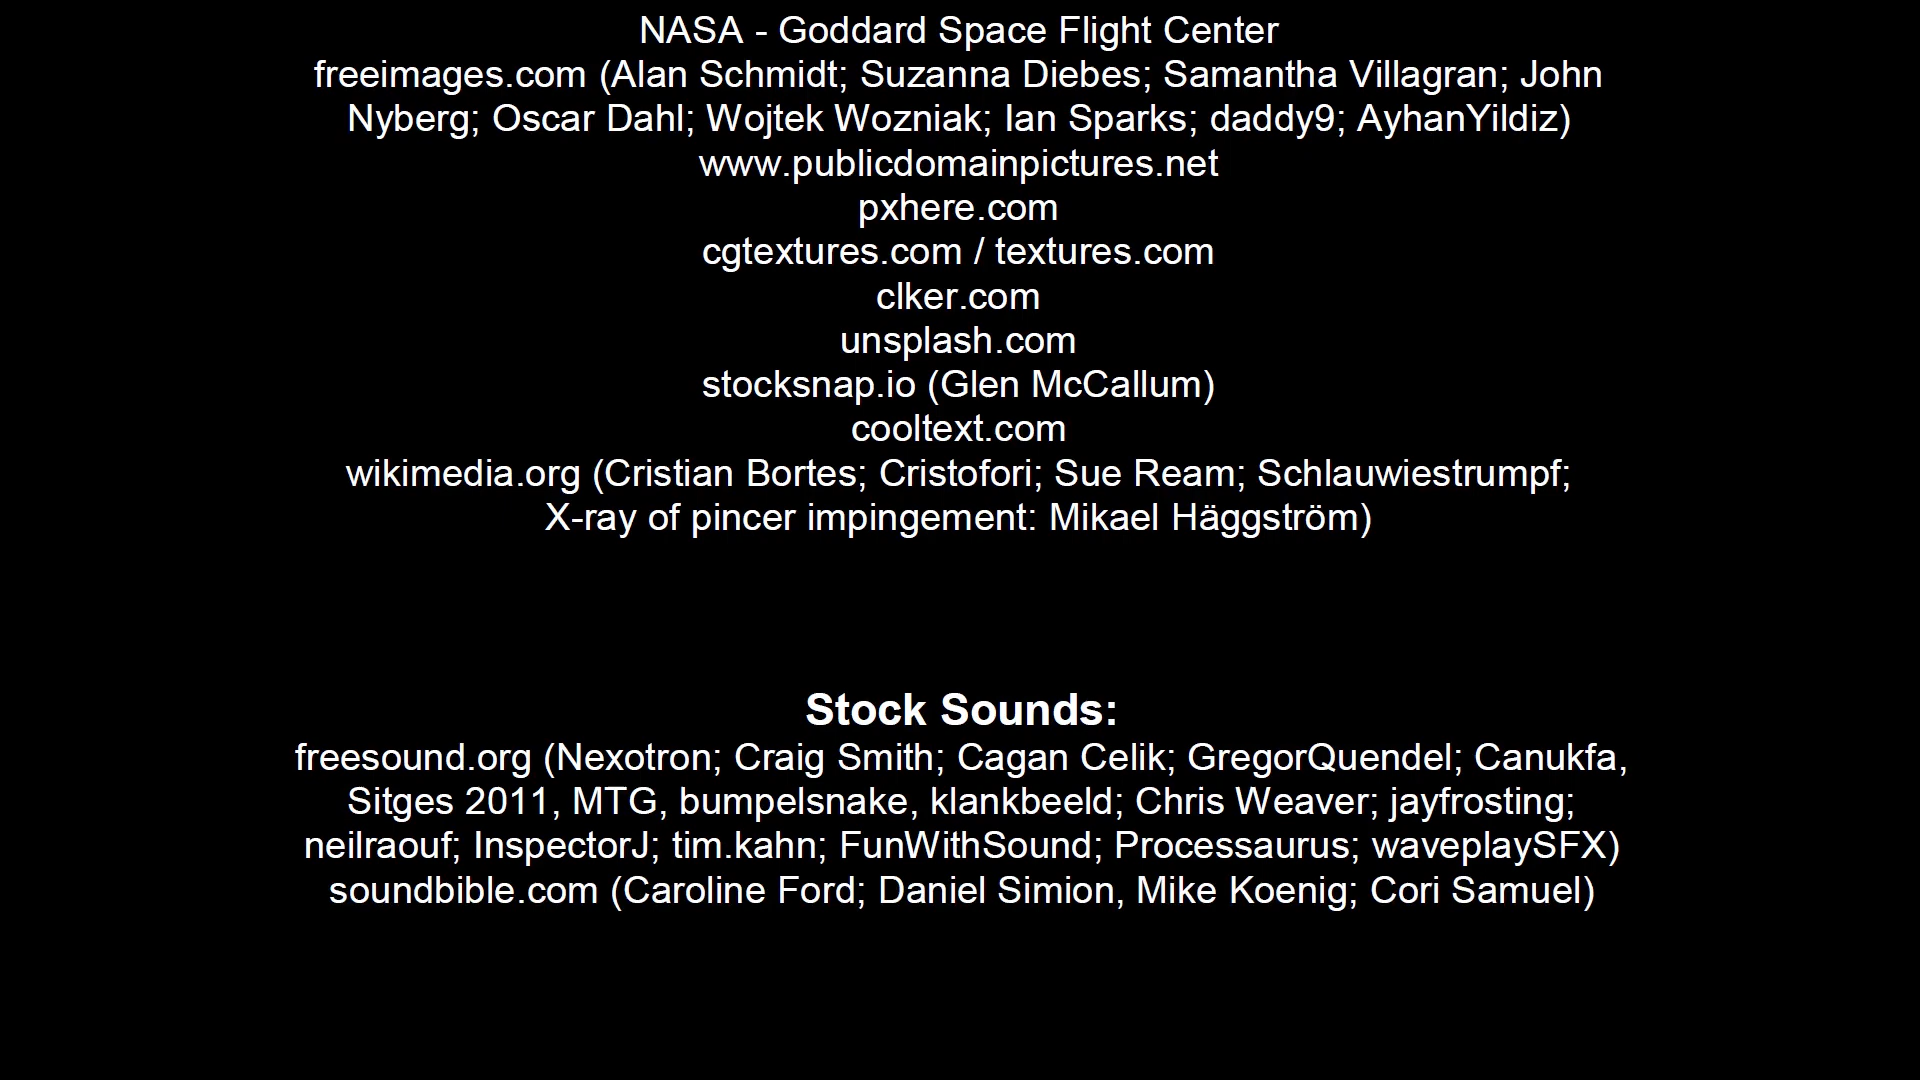 NASA - Goddard Space Flight Center
freeimages.com (Alan Schmidt; Suzanna Diebes; Samantha Villagran; John
Nyberg; Oscar Dahl; Wojtek Wozniak; Ian Sparks; daddy9; AyhanYildiz)
www.publicdomainpictures.net
pxhere.com
cgtextures.com / textures.com
clker.com
unsplash.com
stocksnap.io (Glen McCallum)
cooltext.com
wikimedia.org (Cristian Bortes; Cristofori; Sue Ream; Schlauwiestrumpf;
X-ray of pincer impingement: Mikael Häggström)
Stock Sounds:
freesound.org (Nexotron; Craig Smith; Cagan Celik; GregorQuendel; Canukfa,
Sitges 2011, MTG, bumpelsnake, klankbeeld; Chris Weaver; jayfrosting;
neilraouf; InspectorJ; tim.kahn; FunWithSound; Processaurus; waveplaySFX)
soundbible.com (Caroline Ford; Daniel Simion, Mike Koenig; Cori Samuel)